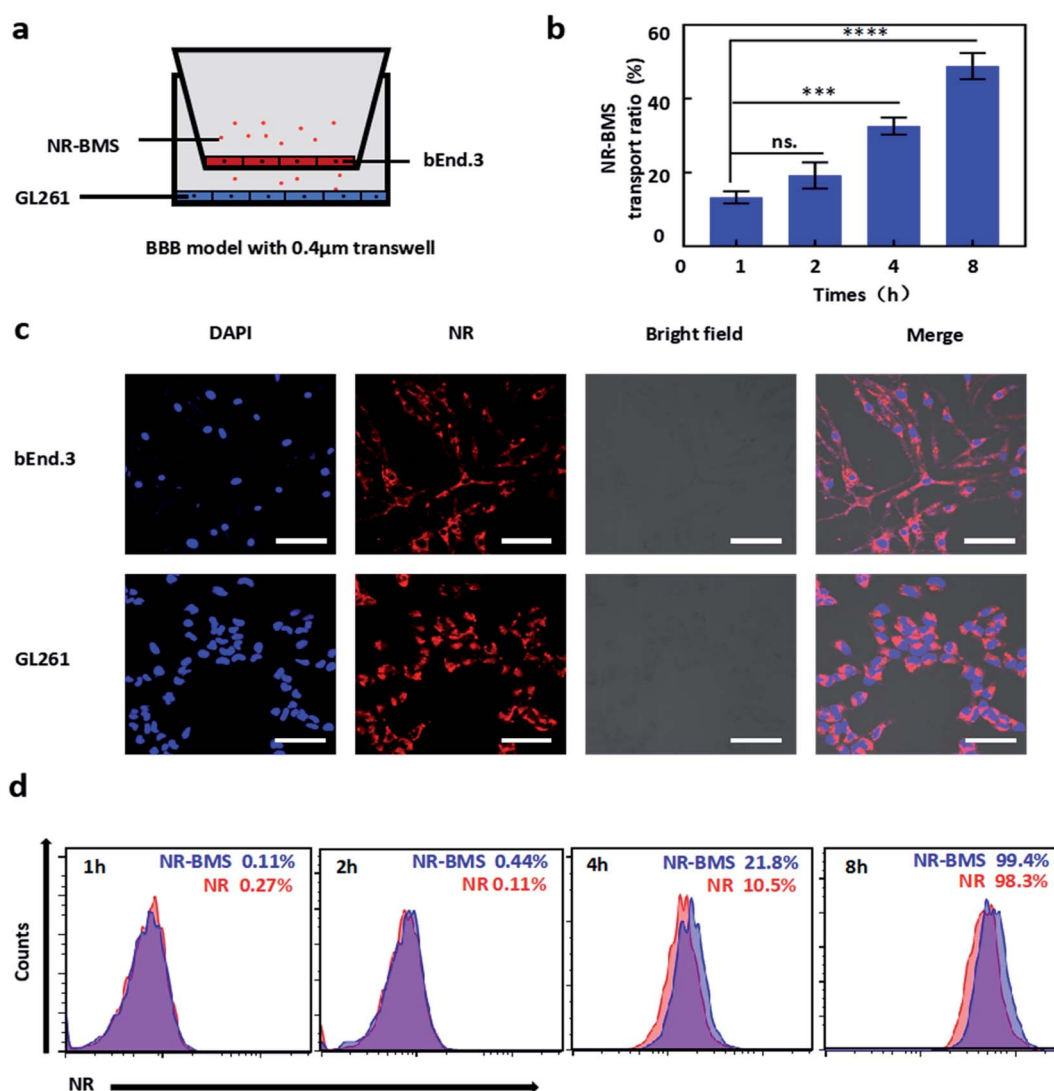 a
NR-BMS
bEnd.3
GL261
BBB model with 0.4μm transwell
b
NR-BMS
transport ratio (%)
60
40
20
0
****
***
ns.
0 1 2 4 8
Times（h）
c
DAPI NR Bright field Merge
bEnd.3
GL261
d
Counts
1h
NR-BMS 0.11%
NR 0.27%
2h
NR-BMS 0.44%
NR 0.11%
4h
NR-BMS 21.8%
NR 10.5%
8h
NR-BMS 99.4%
NR 98.3%
NR